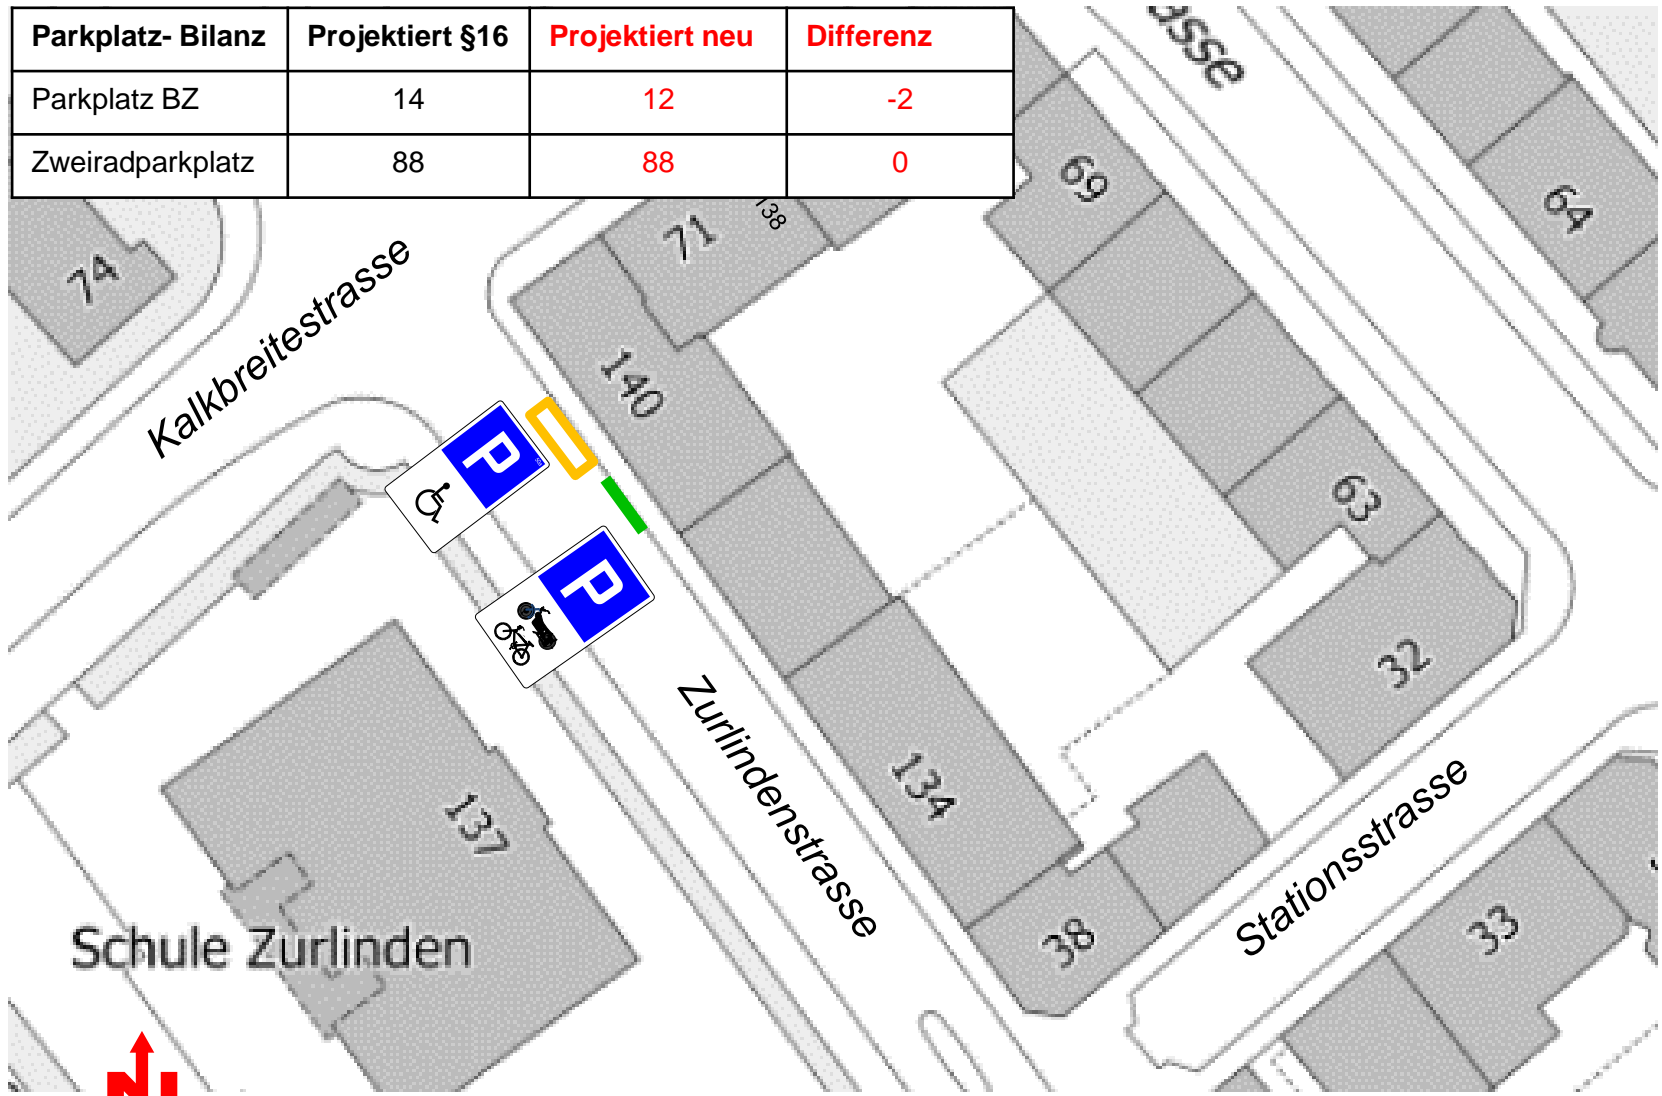 Parkplatz- Bilanz Projektiert §16 Projektiert neu Differenz
Parkplatz BZ 14 12 -2
Zweiradparkplatz 88 88 0
asse
69
64
71
138
74
Kalkbreitestrasse
140
P
63
P
32
Zurlindenstrasse
134
137
Stationsstrasse
38
33
Schule Zurlinden
N